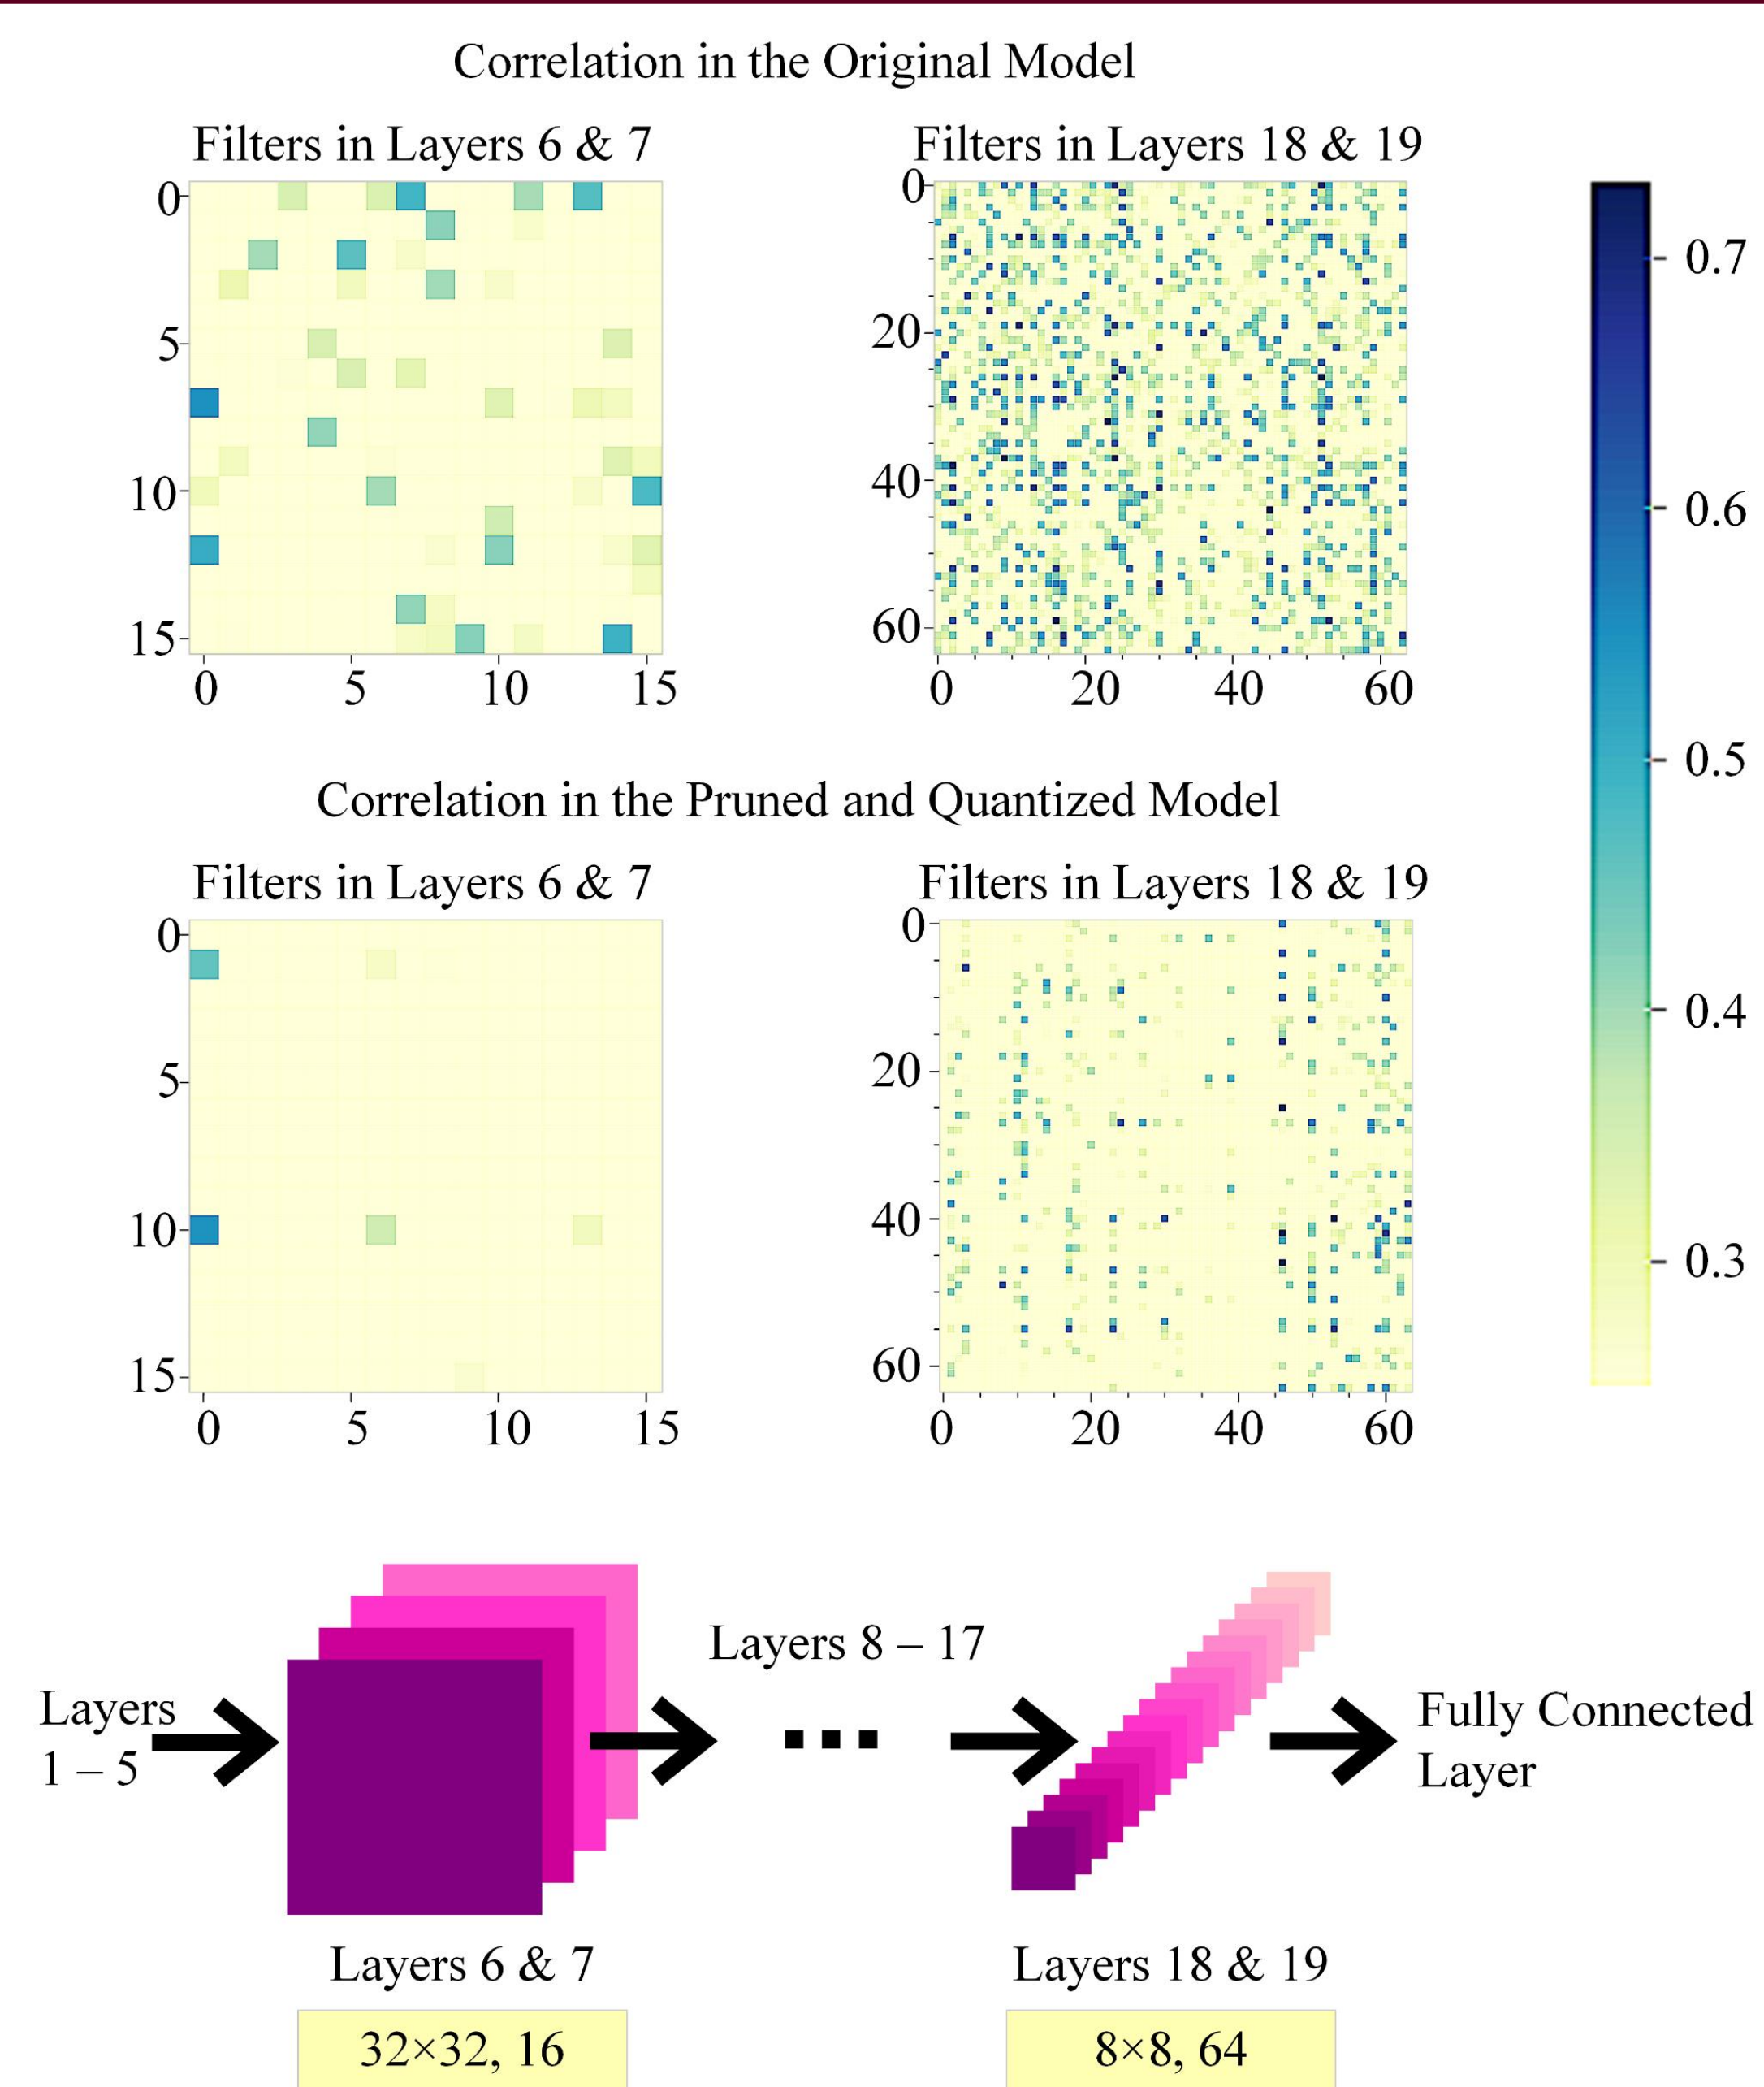 Correlation in the Original Model
Filters in Layers 6 & 7
Filters in Layers 18 & 19
0
5
10
15
0 5 10 15
0
20
40
60
0 20 40 60
0.7
0.6
0.5
0.4
0.3
Correlation in the Pruned and Quantized Model
Filters in Layers 6 & 7
Filters in Layers 18 & 19
0
5
10
15
0 5 10 15
0
20
40
60
0 20 40 60
Layers
1 – 5
Layers 8 – 17
Fully Connected
Layer
Layers 6 & 7
32×32, 16
Layers 18 & 19
8×8, 64